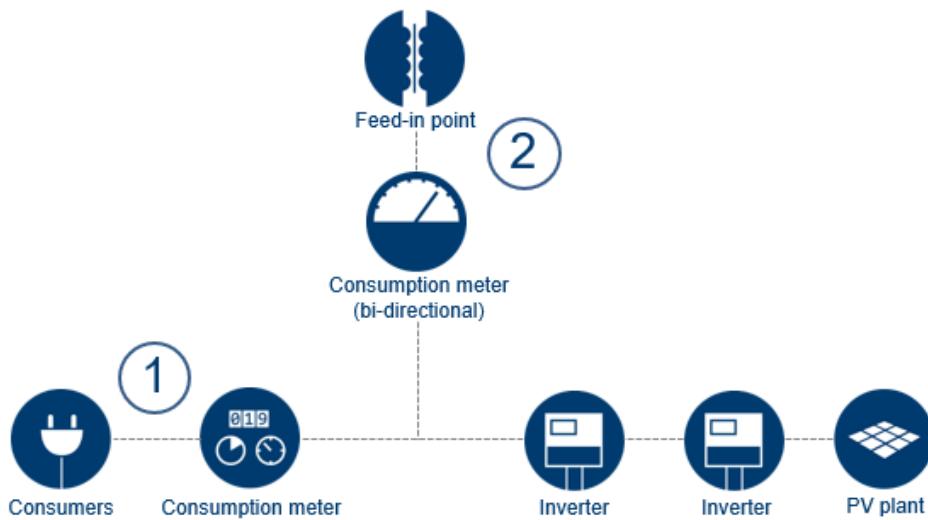 Feed-in point
2
Consumption meter
(bi-directional)
1
019
Consumers
Consumption meter
Inverter
Inverter
PV plant